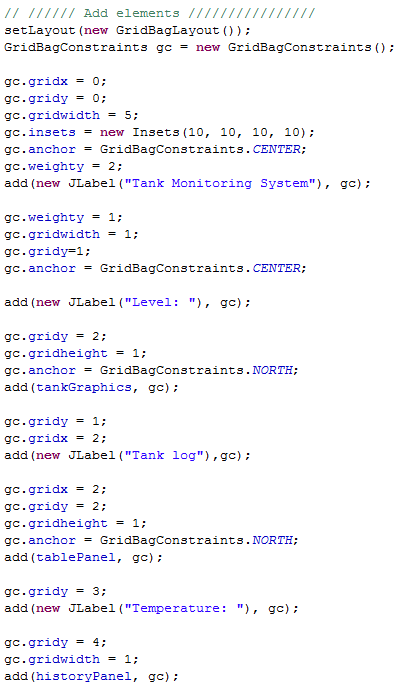 // ////// Add elements ////////////////
setLayout(new GridBagLayout());
GridBagConstraints gc = new GridBagConstraints();
gc.gridx = 0;
gc.gridy = 0;
gc.gridwidth = 5;
gc.insets = new Insets(10, 10, 10, 10);
gc.anchor = GridBagConstraints.CENTER;
gc.weighty = 2;
add(new JLabel("Tank Monitoring System"), gc);
gc.weighty = 1;
gc.gridwidth = 1;
gc.gridy=1;
gc.anchor = GridBagConstraints.CENTER;
add(new JLabel("Level: "), gc);
gc.gridy = 2;
gc.gridheight = 1;
gc.anchor = GridBagConstraints.NORTH;
add(tankGraphics, gc);
gc.gridy = 1;
gc.gridx = 2;
add(new JLabel("Tank log"),gc);
gc.gridx = 2;
gc.gridy = 2;
gc.gridheight = 1;
gc.anchor = GridBagConstraints.NORTH;
add(tablePanel, gc);
gc.gridy = 3;
add(new JLabel("Temperature: "), gc);
gc.gridy = 4;
gc.gridwidth = 1;
add(historyPanel, gc);